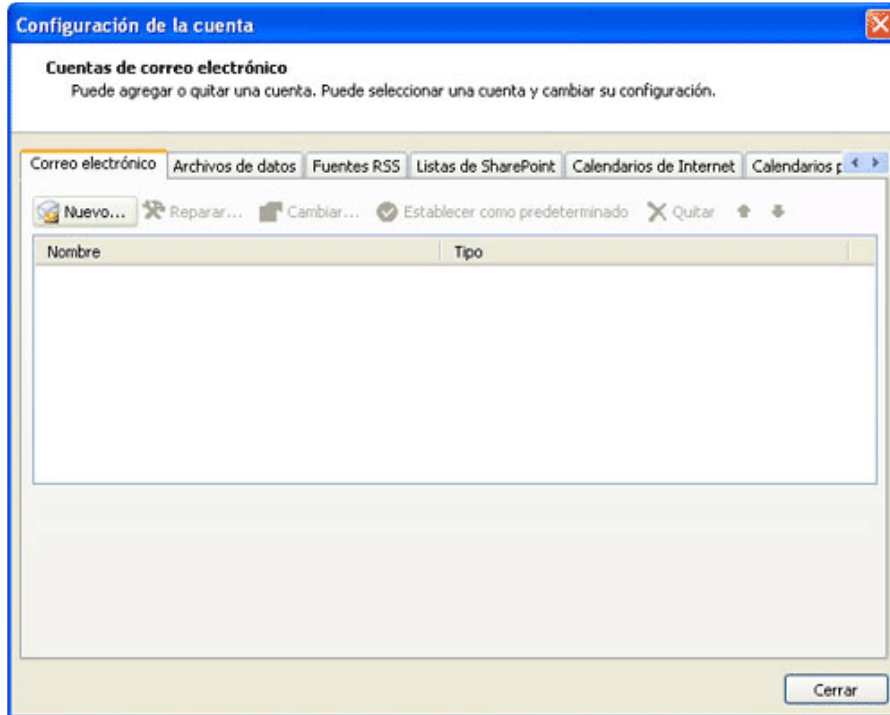 Configuración de la cuenta
Cuentas de correo electrónico
Puede agregar o quitar una cuenta. Puede seleccionar una cuenta y cambiar su configuración.
Correo electrónico Archivos de datos Fuentes RSS Listas de SharePoint Calendarios de Internet Calendarios p
Nuevo... Reparar... Cambiar... Establecer como predeterminado Quitar
Nombre Tipo
Cerrar